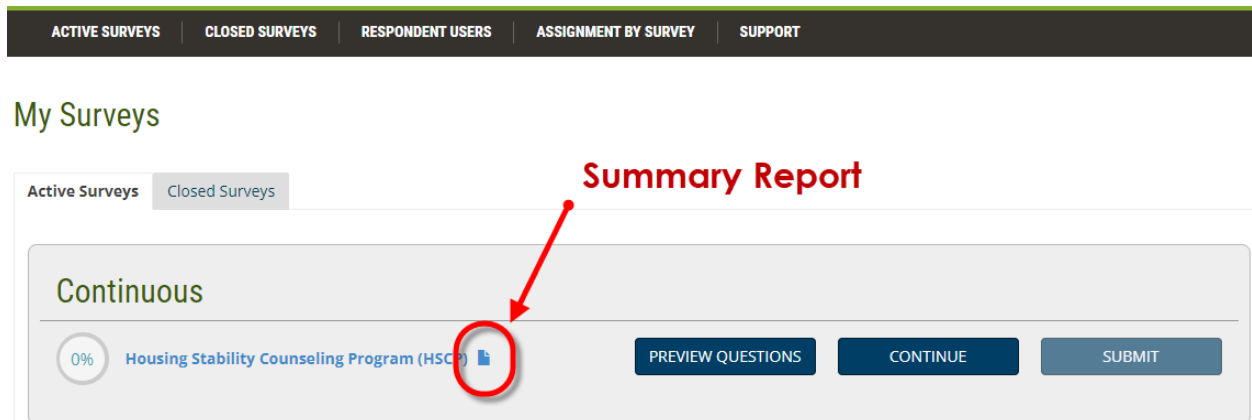 ACTIVE SURVEYS CLOSED SURVEYS RESPONDENT USERS ASSIGNMENT BY SURVEY SUPPORT
My Surveys
Summary Report
Active Surveys Closed Surveys
Continuous
0% Housing Stability Counseling Program (HSCP) PREVIEW QUESTIONS CONTINUE SUBMIT